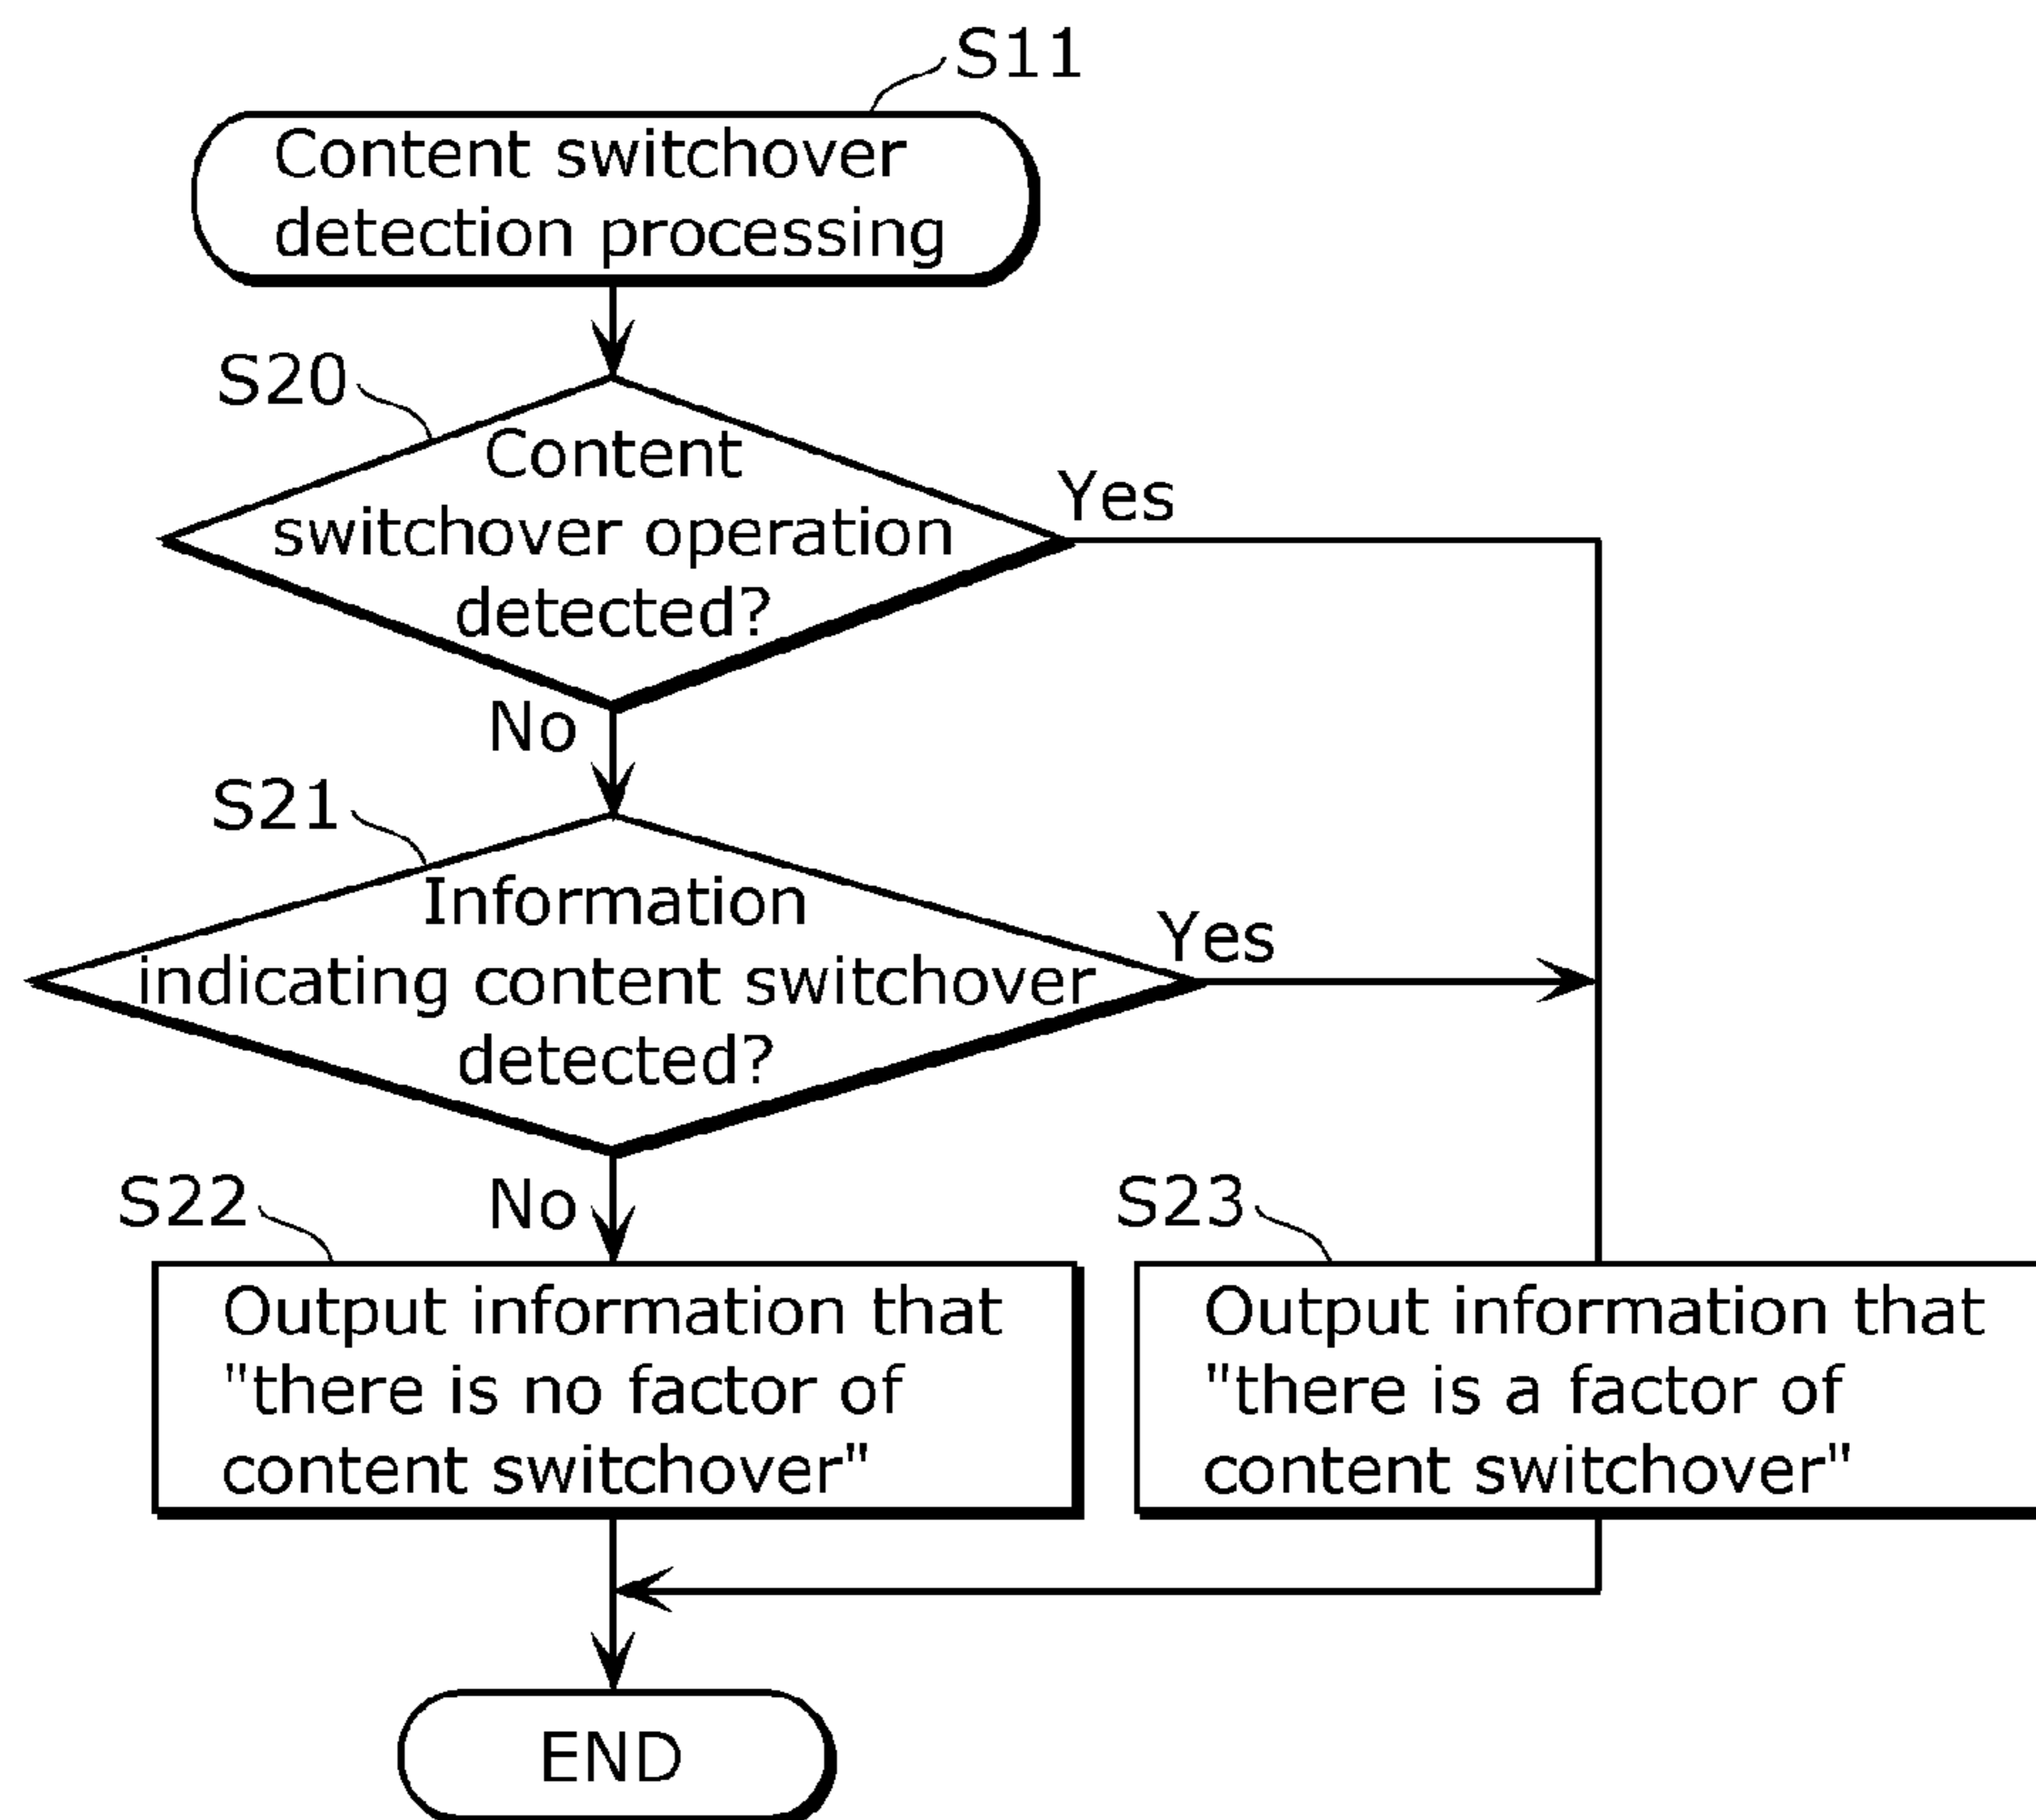 S11
Content switchover
detection processing
S20
Content
switchover operation
detected?
Yes
No
S21
Information
indicating content switchover
detected?
Yes
No
S22
Output information that
"there is no factor of
content switchover"
S23
Output information that
"there is a factor of
content switchover"
END